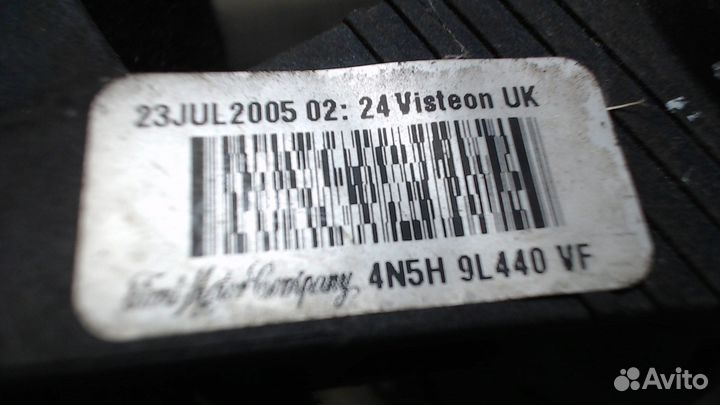 23JUL2005 02: 24 Visteon UK
Ford Motor Company, 4N5H 9L440 VF
Avito